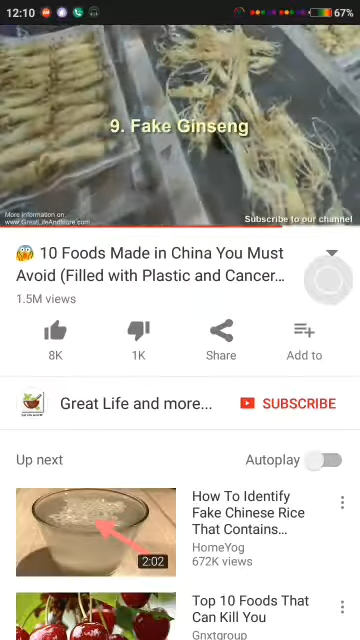 12:10
67%
9. Fake Ginseng
More information on
www.GreatLifeAndMore.com
Subscribe to our channel
😱 10 Foods Made in China You Must
Avoid (Filled with Plastic and Cancer...
1.5M views
8K
1K
Share
Add to
Great Life and more...
SUBSCRIBE
Up next
Autoplay
How To Identify
Fake Chinese Rice
That Contains...
HomeYog
672K views
2:02
Top 10 Foods That
Can Kill You
Gnxtgroup